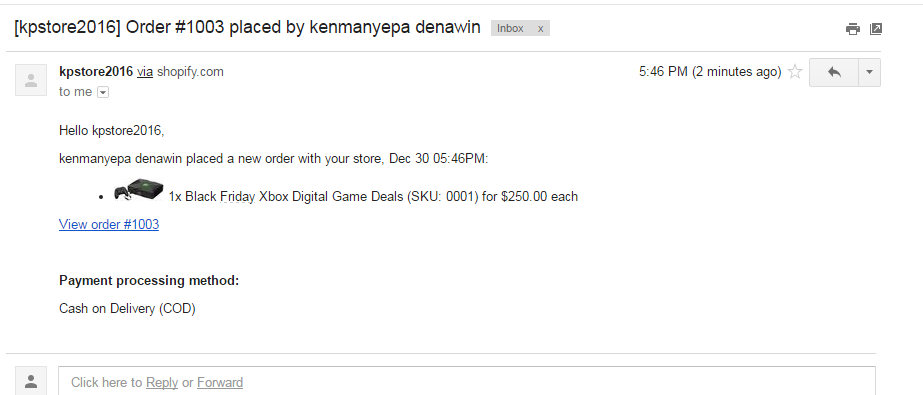 [kpstore2016] Order #1003 placed by kenmanyepa denawin Inbox x
kpstore2016 via shopify.com 5:46 PM (2 minutes ago)
to me
Hello kpstore2016,
kenmanyepa denawin placed a new order with your store, Dec 30 05:46PM:
• 1x Black Friday Xbox Digital Game Deals (SKU: 0001) for $250.00 each
View order #1003
Payment processing method:
Cash on Delivery (COD)
Click here to Reply or Forward